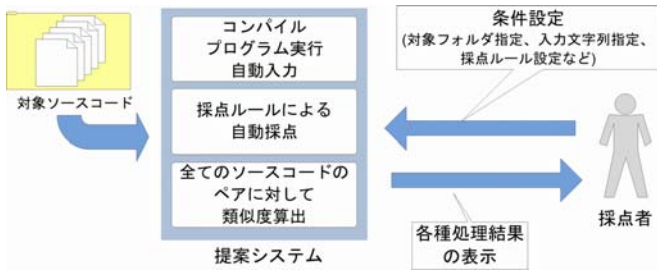 対象ソースコード
コンパイル
プログラム実行
自動入力
採点ルールによる
自動採点
全てのソースコードの
ペアに対して
類似度算出
提案システム
条件設定
(対象フォルダ指定、入力文字列指定、
採点ルール設定など)
各種処理結果
の表示
採点者